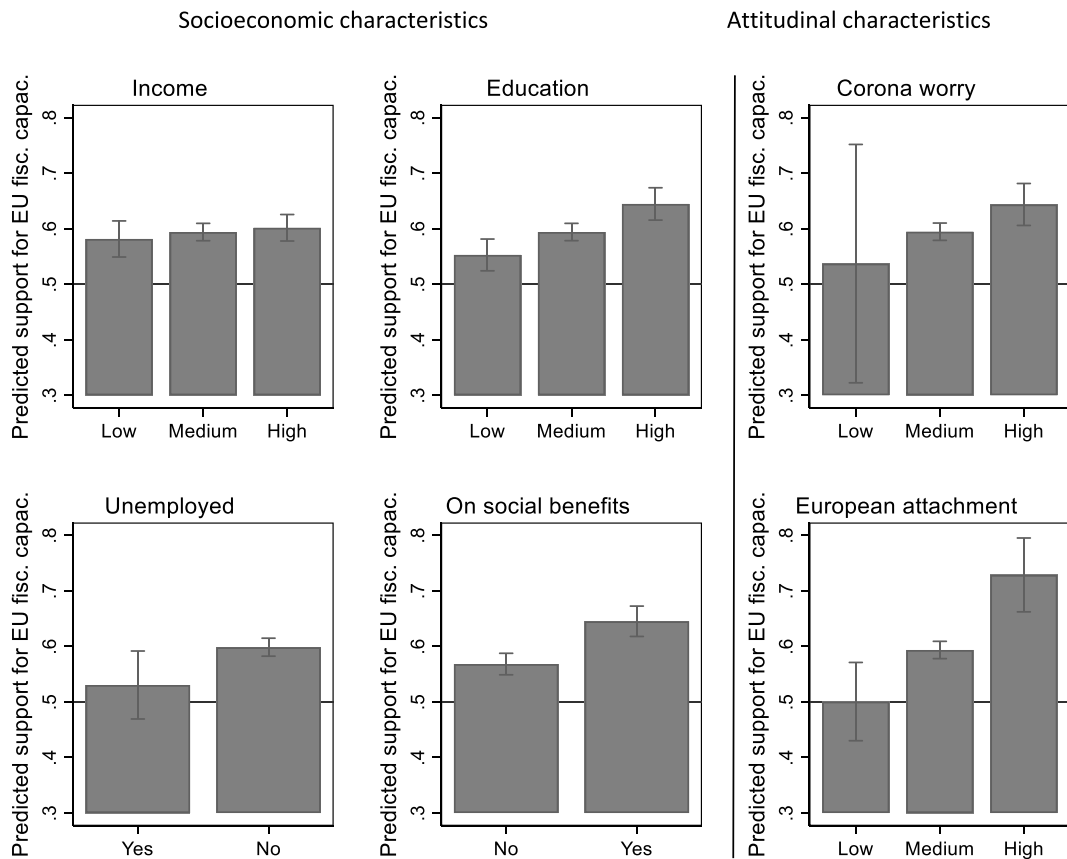 Socioeconomic characteristics
Attitudinal characteristics
Income
Predicted support for EU fisc. capac.
.8
.7
.6
.5
.4
.3
Low Medium High
Education
Predicted support for EU fisc. capac.
.8
.7
.6
.5
.4
.3
Low Medium High
Corona worry
Predicted support for EU fisc. capac.
.8
.7
.6
.5
.4
.3
Low Medium High
Unemployed
Predicted support for EU fisc. capac.
.8
.7
.6
.5
.4
.3
Yes No
On social benefits
Predicted support for EU fisc. capac.
.8
.7
.6
.5
.4
.3
No Yes
European attachment
Predicted support for EU fisc. capac.
.8
.7
.6
.5
.4
.3
Low Medium High